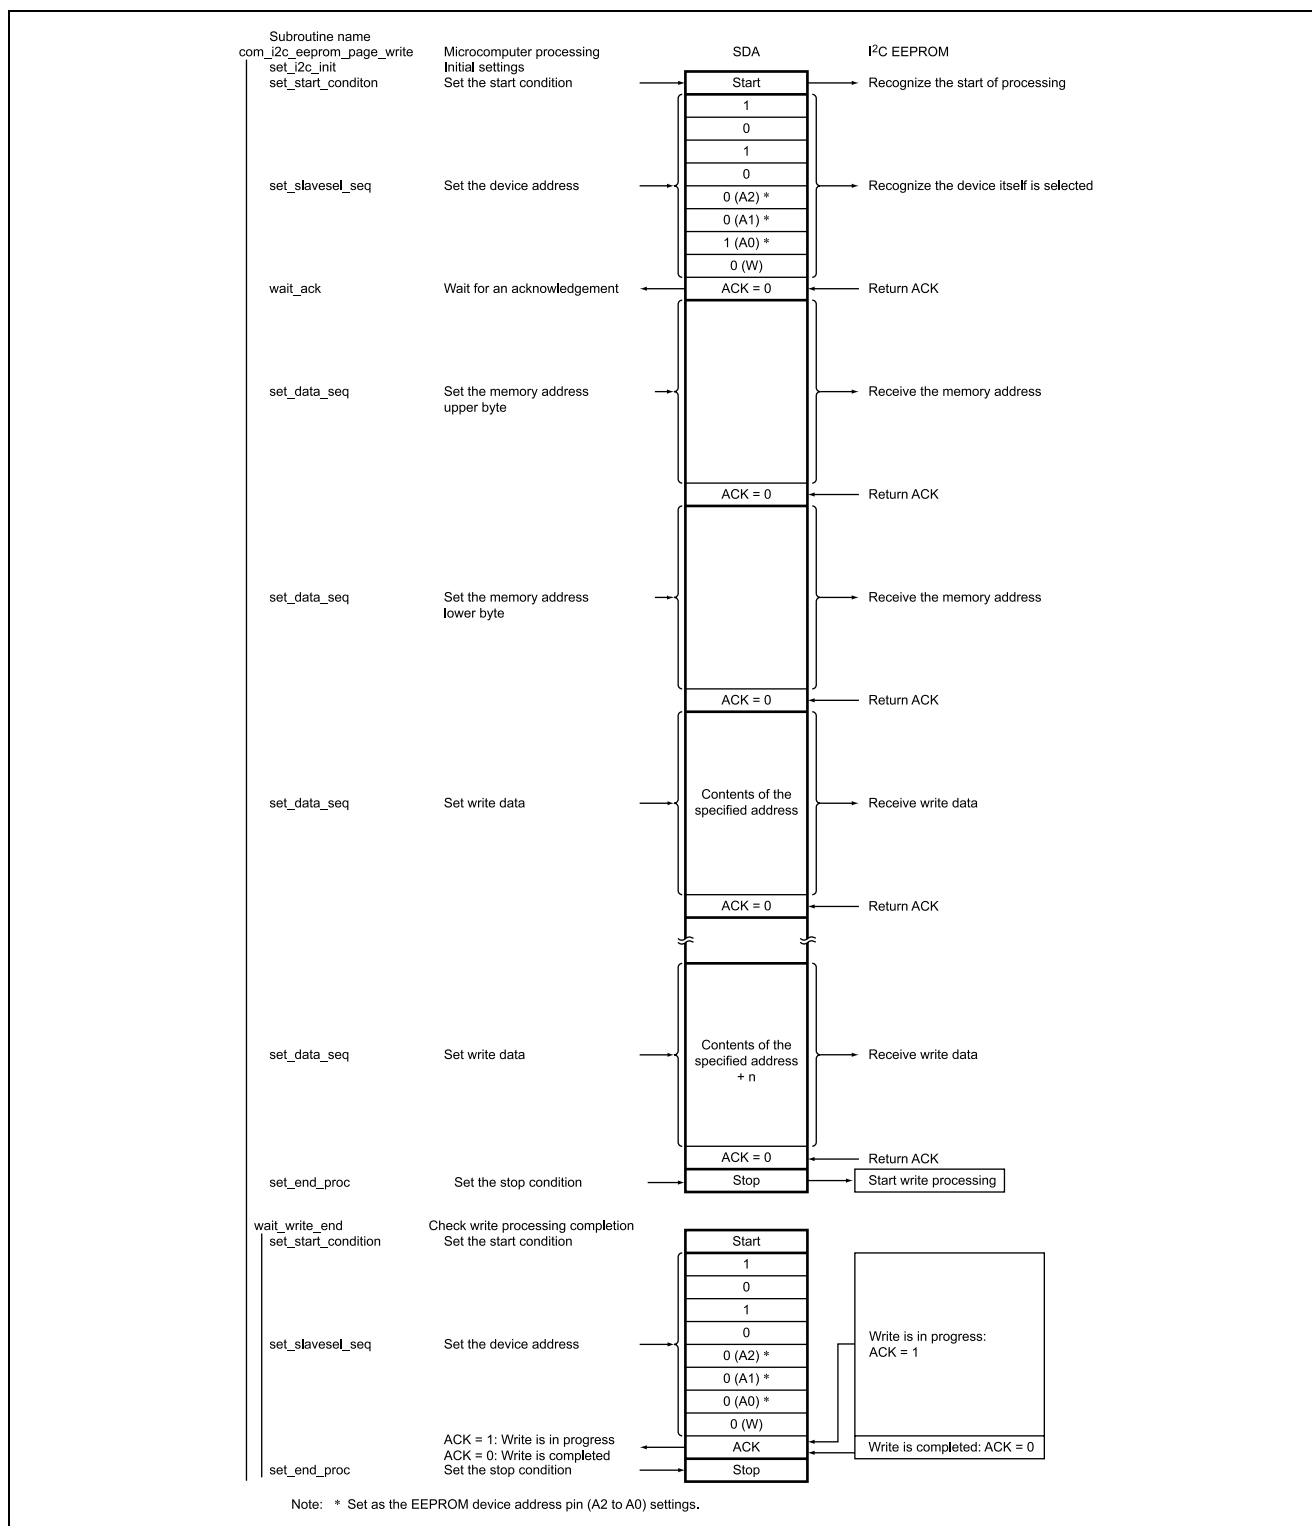 Subroutine name
com_i2c_eeprom_page_write Microcomputer processing SDA I2C EEPROM
set_i2c_init Initial settings
set_start_conditon Set the start condition Start Recognize the start of processing
1
0
1
0
set_slavesel_seq Set the device address Recognize the device itself is selected
0 (A2) *
0 (A1) *
1 (A0) *
0 (W)
wait_ack Wait for an acknowledgement ACK = 0 Return ACK
set_data_seq Set the memory address Receive the memory address
upper byte
ACK = 0 Return ACK
set_data_seq Set the memory address Receive the memory address
lower byte
ACK = 0 Return ACK
Contents of the
set_data_seq Set write data Receive write data
specified address
ACK = 0 Return ACK
Contents of the
set_data_seq Set write data specified address Receive write data
+ n
ACK = 0 Return ACK
set_end_proc Set the stop condition Stop Start write processing
wait_write_end Check write processing completion
set_start_condition Set the start condition Start
1
0
1
0
Write is in progress:
set_slavesel_seq Set the device address
ACK = 1
0 (A2) *
0 (A1) *
0 (A0) *
0 (W)
ACK = 1: Write is in progress
ACK Write is completed: ACK = 0
ACK = 0: Write is completed
set_end_proc Set the stop condition Stop
Note: * Set as the EEPROM device address pin (A2 to A0) settings.